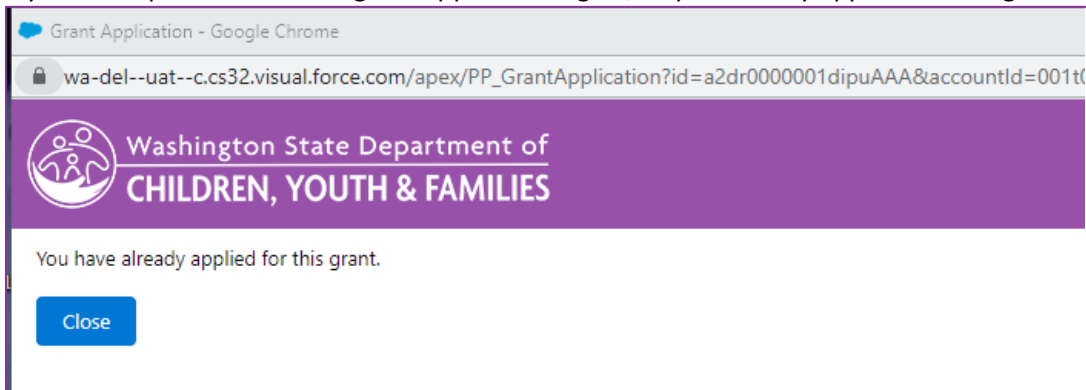 Grant Application - Google Chrome
wa-del--uat--c.cs32.visual.force.com/apex/PP_GrantApplication?id=a2dr0000001dipuAAA&accountId=001t0
Washington State Department of
CHILDREN, YOUTH & FAMILIES
You have already applied for this grant.
Close